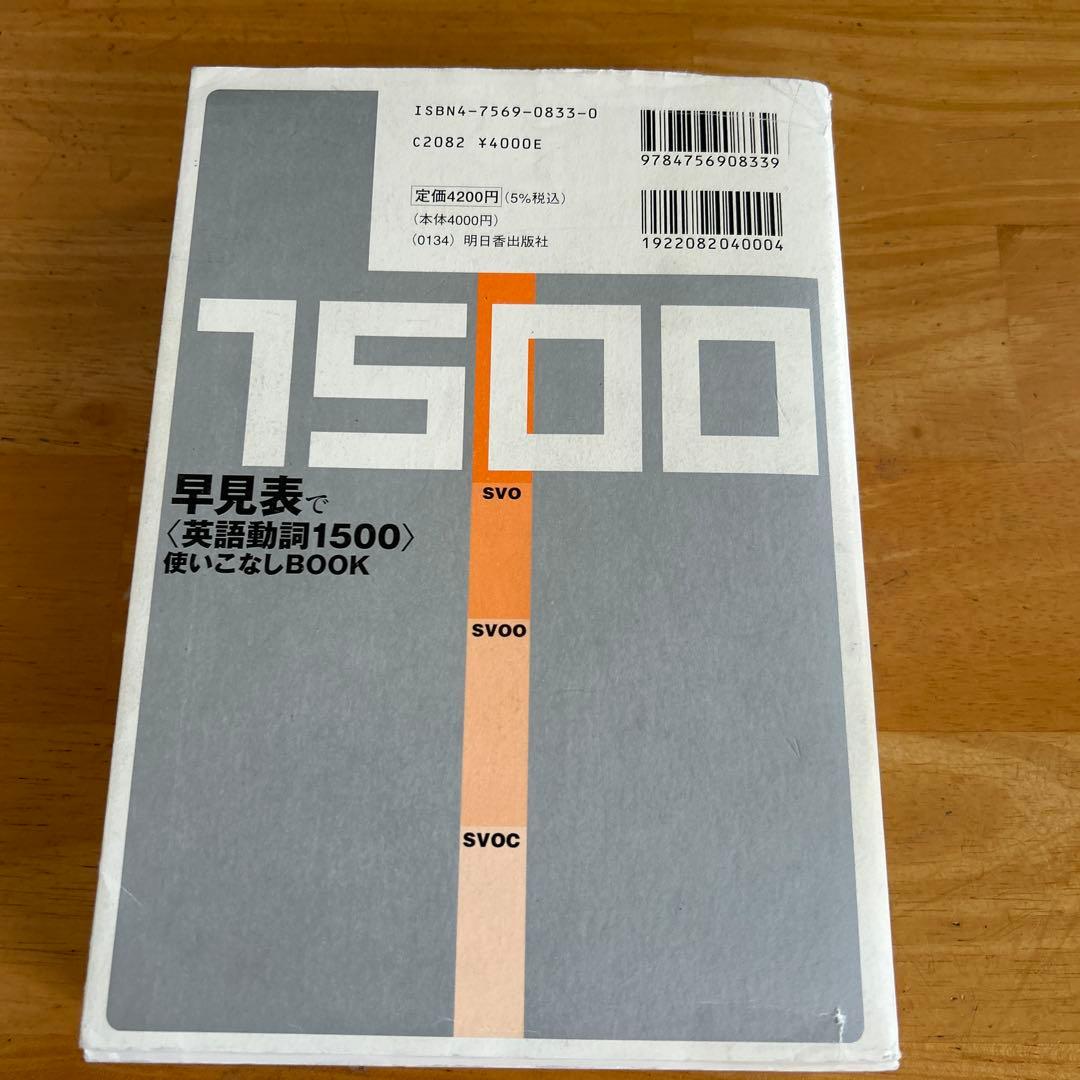 ISBN4-7569-0833-0
C2082 ¥4000E
9784756908339
定価4200円(5%税込)
(本体4000円)
(0134) 明日香出版社
1922082040004
1500
早見表で
〈英語動詞1500〉
使いこなしBOOK
SVO
SVOO
SVOC